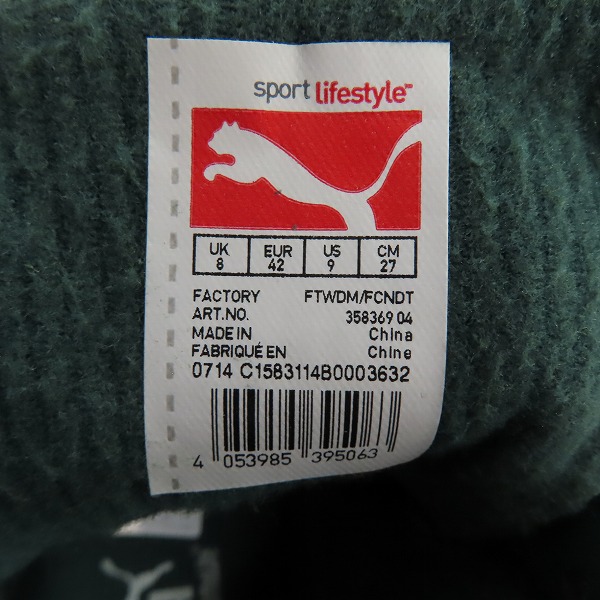 sport lifestyle™
UK EUR US CM
8 42 9 27
FACTORY FTWDM/FCNDT
ART.NO. 358369 04
MADE IN China
FABRIQUÉ EN Chine
0714 C1583114B0003632
4 053985 395063